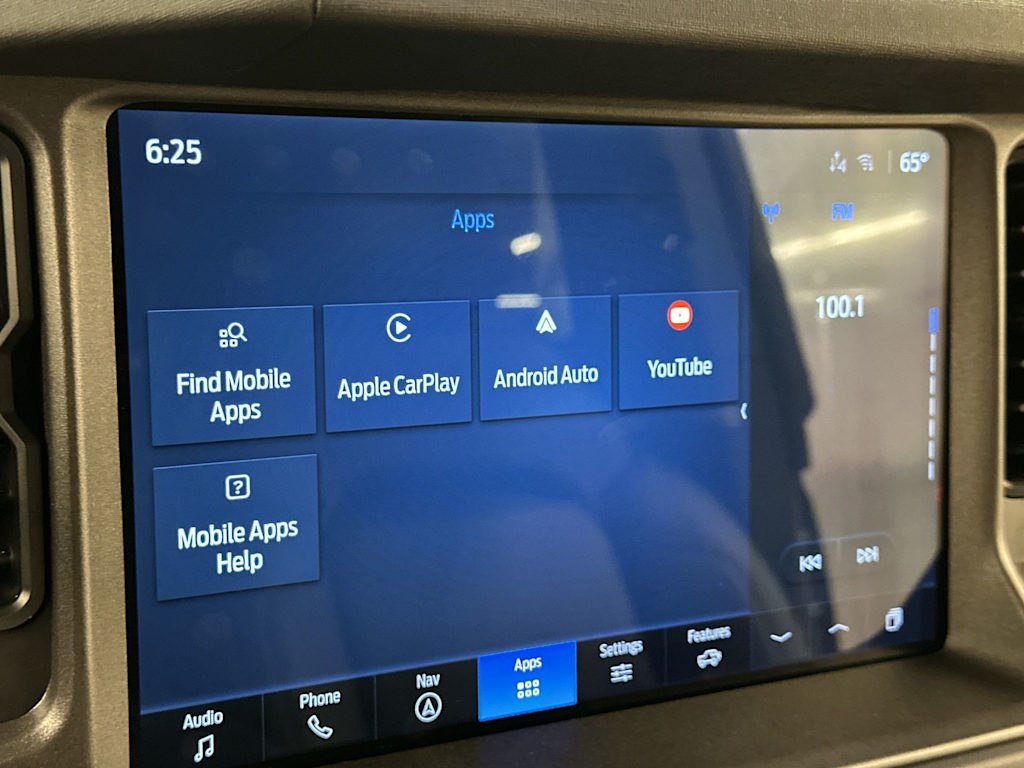 6:25
65°
Apps
FM
100.1
Find Mobile
Apps
Apple CarPlay
Android Auto
YouTube
Mobile Apps
Help
Audio
Phone
Nav
Apps
Settings
Features